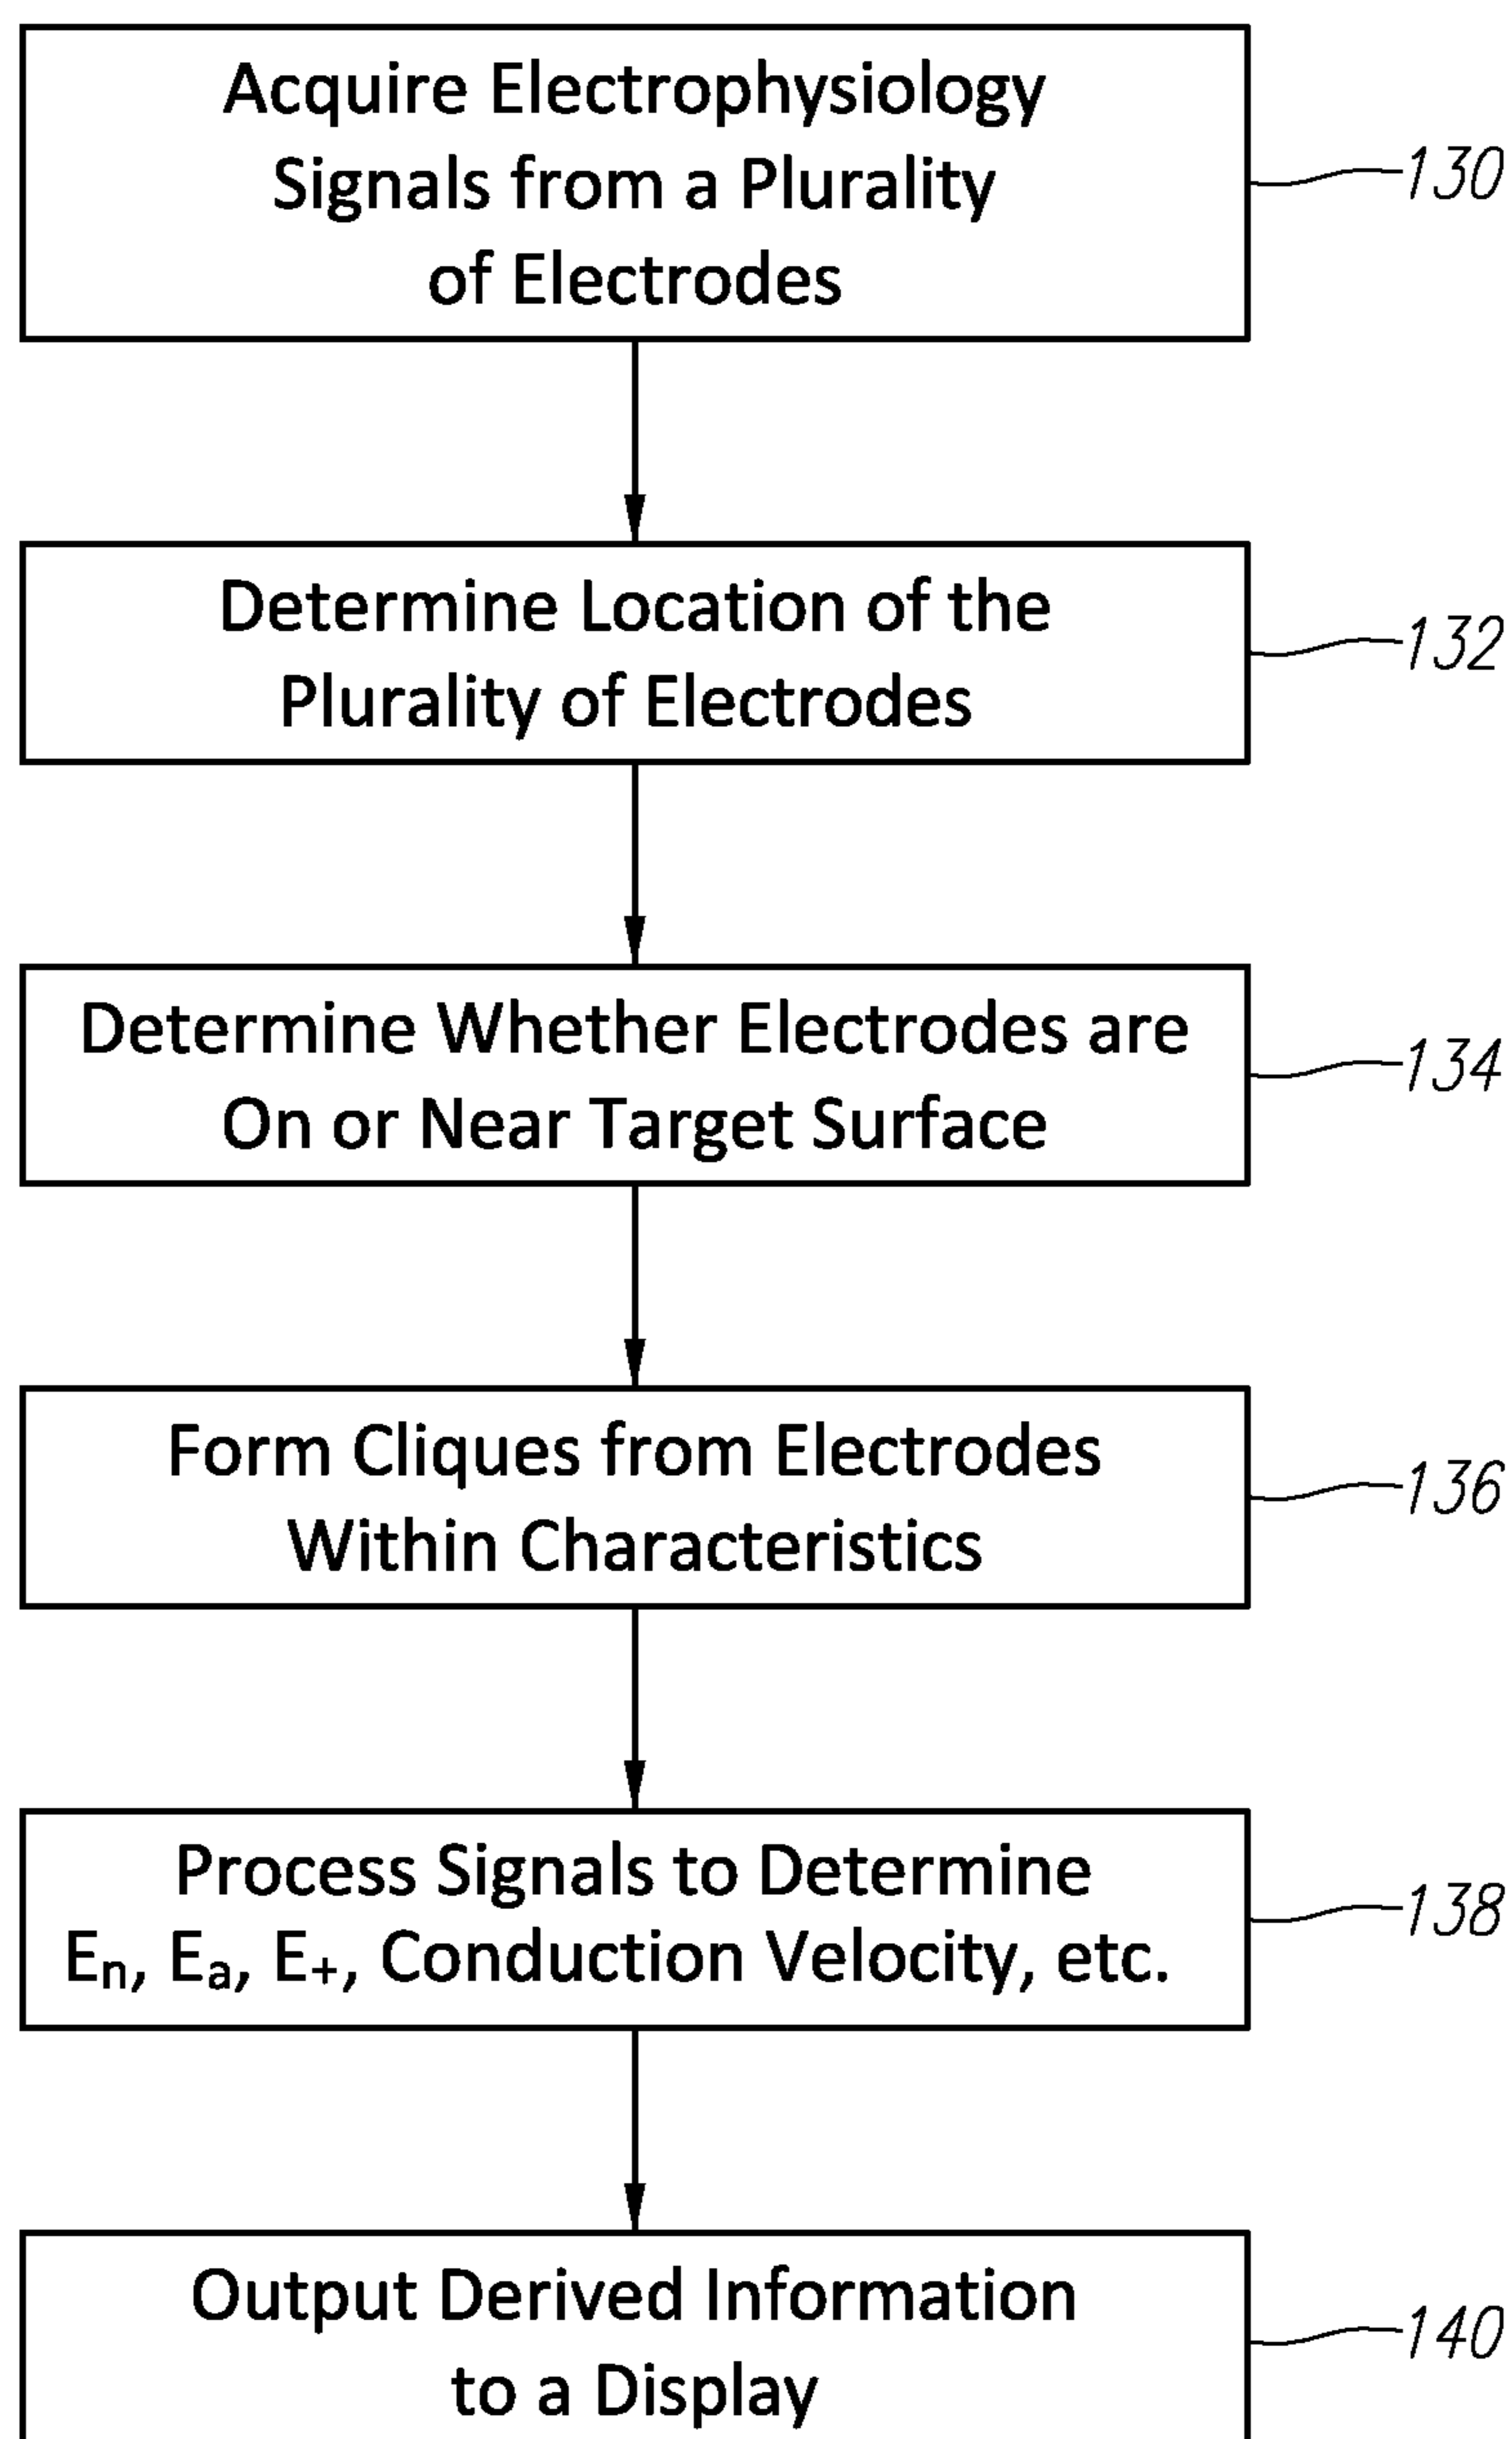 Acquire Electrophysiology
Signals from a Plurality
of Electrodes
130
Determine Location of the
Plurality of Electrodes
132
Determine Whether Electrodes are
On or Near Target Surface
134
Form Cliques from Electrodes
Within Characteristics
136
Process Signals to Determine
Eₙ, Eₐ, E₊, Conduction Velocity, etc.
138
Output Derived Information
to a Display
140